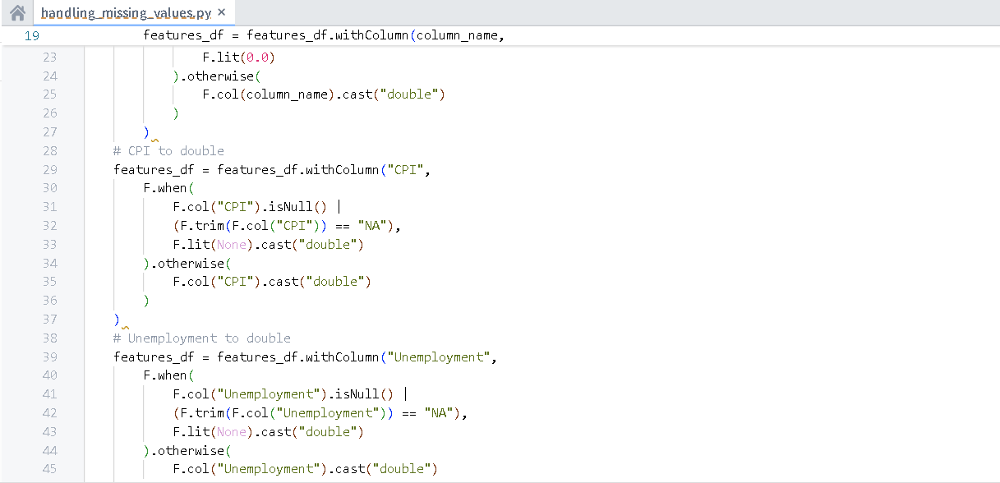 handling_missing_values.py ×
19            features_df = features_df.withColumn(column_name,
23                    F.lit(0.0)
24                ).otherwise(
25                    F.col(column_name).cast("double")
26                )
27            )
28        # CPI to double
29        features_df = features_df.withColumn("CPI",
30            F.when(
31                F.col("CPI").isNull() |
32                (F.trim(F.col("CPI")) == "NA"),
33                F.lit(None).cast("double")
34            ).otherwise(
35                F.col("CPI").cast("double")
36            )
37        )
38        # Unemployment to double
39        features_df = features_df.withColumn("Unemployment",
40            F.when(
41                F.col("Unemployment").isNull() |
42                (F.trim(F.col("Unemployment")) == "NA"),
43                F.lit(None).cast("double")
44            ).otherwise(
45                F.col("Unemployment").cast("double")